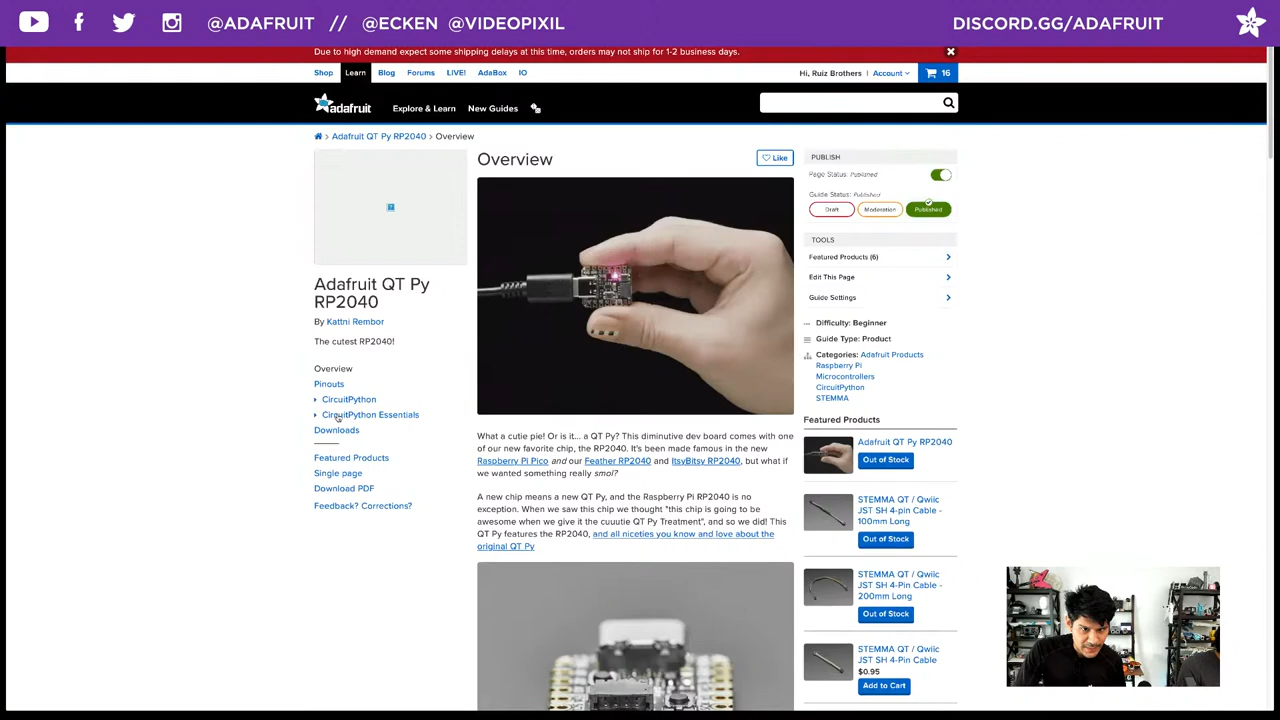 @ADAFRUIT // @ECKEN @VIDEOPIXIL
DISCORD.GG/ADAFRUIT
Due to high demand expect some shipping delays at this time, orders may not ship for 1-2 business days.
Shop Learn Blog Forums LIVE! AdaBox IO
Hi, Ruiz Brothers | Account 16
adafruit Explore & Learn New Guides
Adafruit QT Py RP2040 > Overview
Adafruit QT Py
RP2040
By Kattni Rembor
The cutest RP2040!
Overview
Pinouts
CircuitPython
CircuitPython Essentials
Downloads
Featured Products
Single page
Download PDF
Feedback? Corrections?
Overview
Like
What a cutie pie! Or is it... a QT Py? This diminutive dev board comes with one
of our new favorite chip, the RP2040. It's been made famous in the new
Raspberry Pi Pico and our Feather RP2040 and ItsyBitsy RP2040, but what if
we wanted something really smol?
A new chip means a new QT Py, and the Raspberry Pi RP2040 is no
exception. When we saw this chip we thought "this chip is going to be
awesome when we give it the cuuutie QT Py Treatment", and so we did! This
QT Py features the RP2040, and all niceties you know and love about the
original QT Py
PUBLISH
Page Status: Published
Guide Status: Published
Draft Moderation Published
TOOLS
Featured Products (6)
Edit This Page
Guide Settings
Difficulty: Beginner
Guide Type: Product
Categories: Adafruit Products
Raspberry Pi
Microcontrollers
CircuitPython
STEMMA
Featured Products
Adafruit QT Py RP2040
Out of Stock
STEMMA QT / Qwiic
JST SH 4-pin Cable -
100mm Long
Out of Stock
STEMMA QT / Qwiic
JST SH 4-Pin Cable -
200mm Long
Out of Stock
STEMMA QT / Qwiic
JST SH 4-Pin Cable
$0.95
Add to Cart